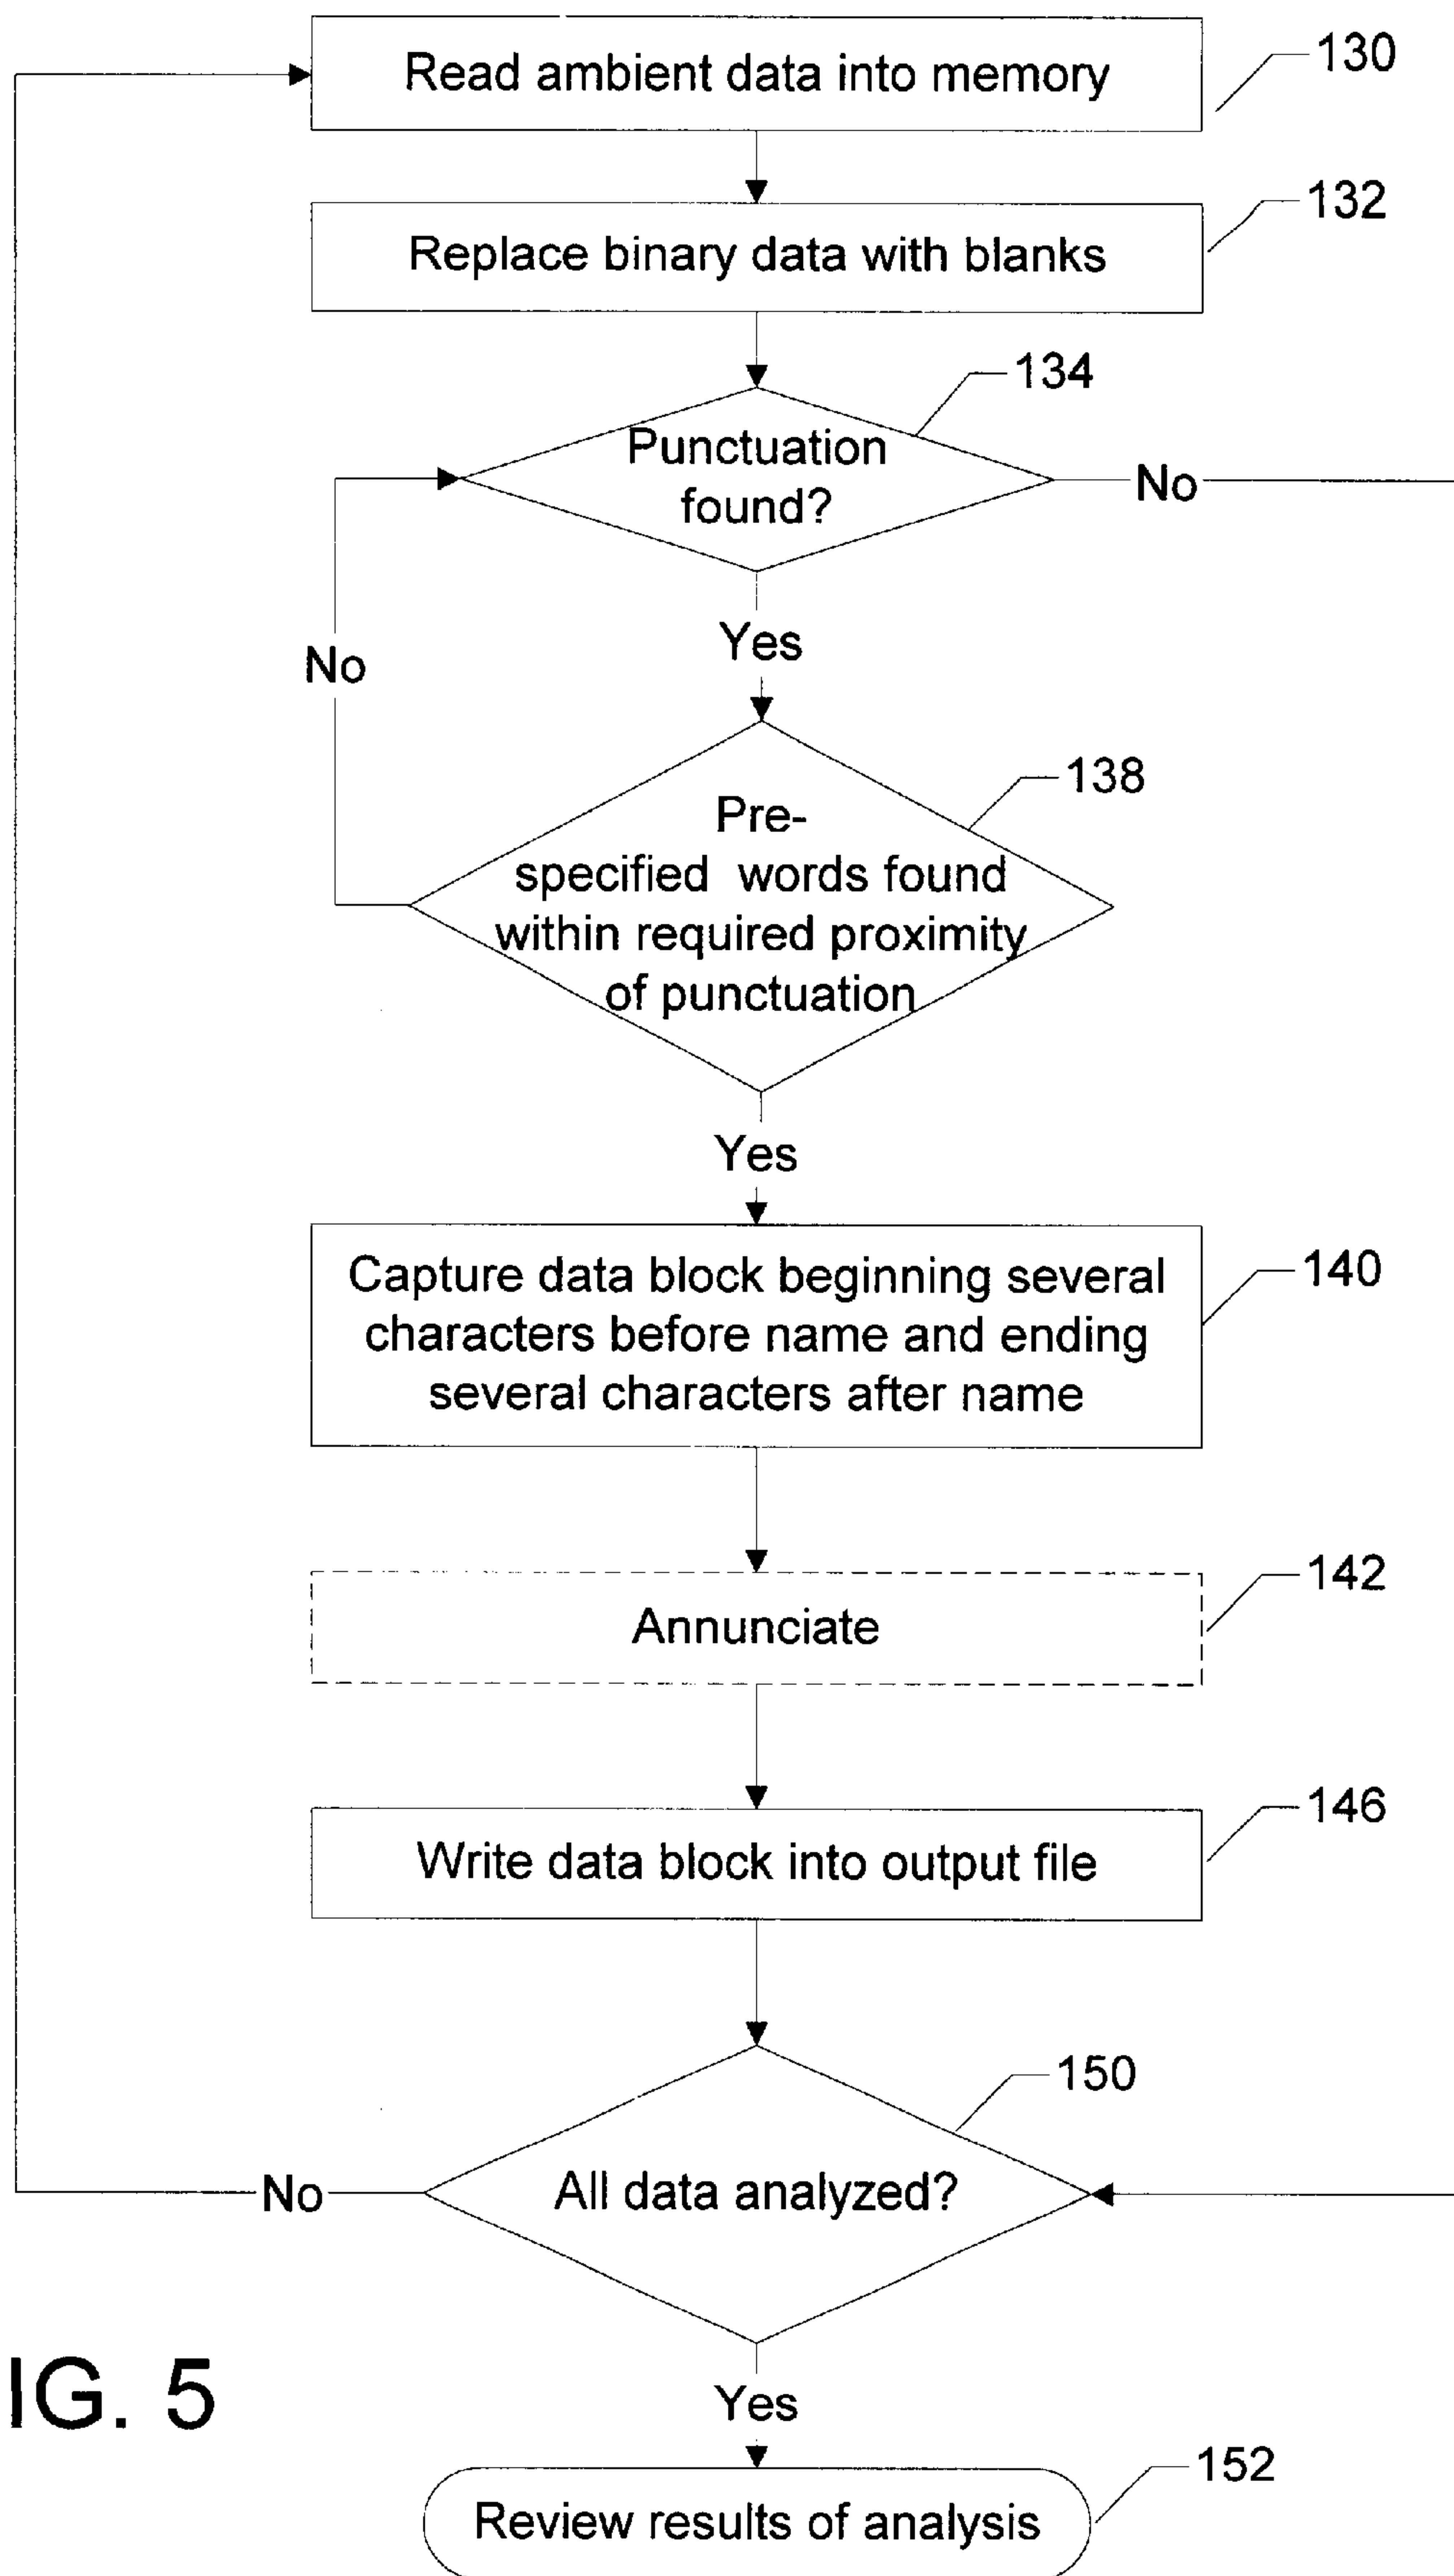 Read ambient data into memory
130
Replace binary data with blanks
132
134
Punctuation
found?
No
Yes
No
138
Pre-
specified words found
within required proximity
of punctuation
Yes
Capture data block beginning several
characters before name and ending
several characters after name
140
Annunciate
142
Write data block into output file
146
150
All data analyzed?
No
Yes
IG. 5
Review results of analysis
152